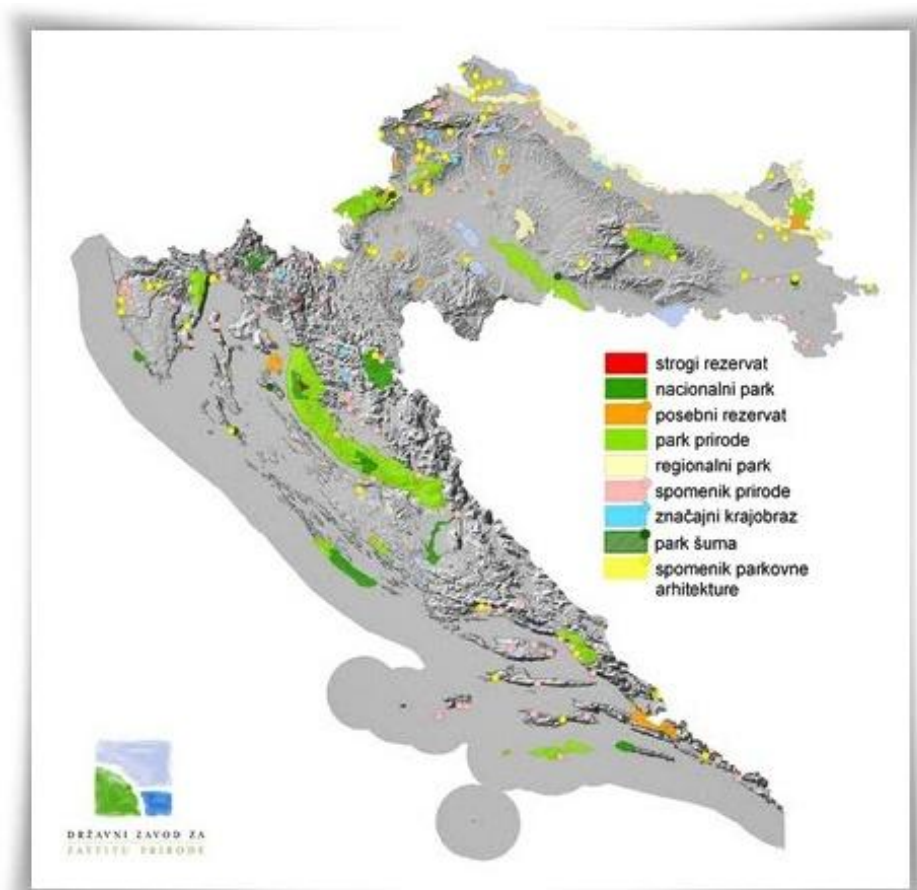 strogi rezervat
nacionalni park
posebni rezervat
park prirode
regionalni park
spomenik prirode
značajni krajobraz
park šuma
spomenik parkovne
arhitekture
DRŽAVNI ZAVOD ZA
ZAŠTITU PRIRODE